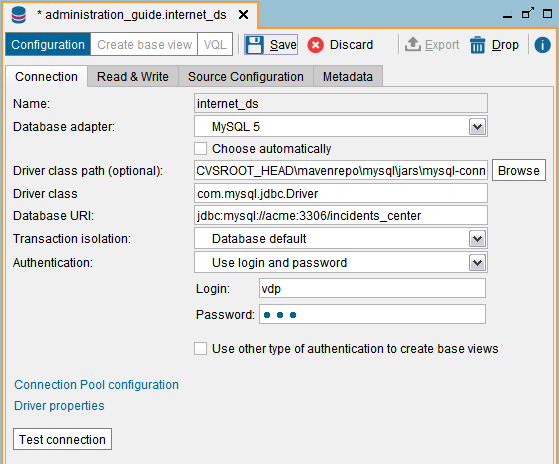 * administration_guide.internet_ds
Configuration Create base view VQL Save Discard Export Drop
Connection Read & Write Source Configuration Metadata
Name: internet_ds
Database adapter: MySQL 5
Choose automatically
Driver class path (optional): CVSROOT_HEAD\mavenrepo\mysql\jars\mysql-conn Browse
Driver class com.mysql.jdbc.Driver
Database URI: jdbc:mysql://acme:3306/incidents_center
Transaction isolation: Database default
Authentication: Use login and password
Login: vdp
Password:
Use other type of authentication to create base views
Connection Pool configuration
Driver properties
Test connection